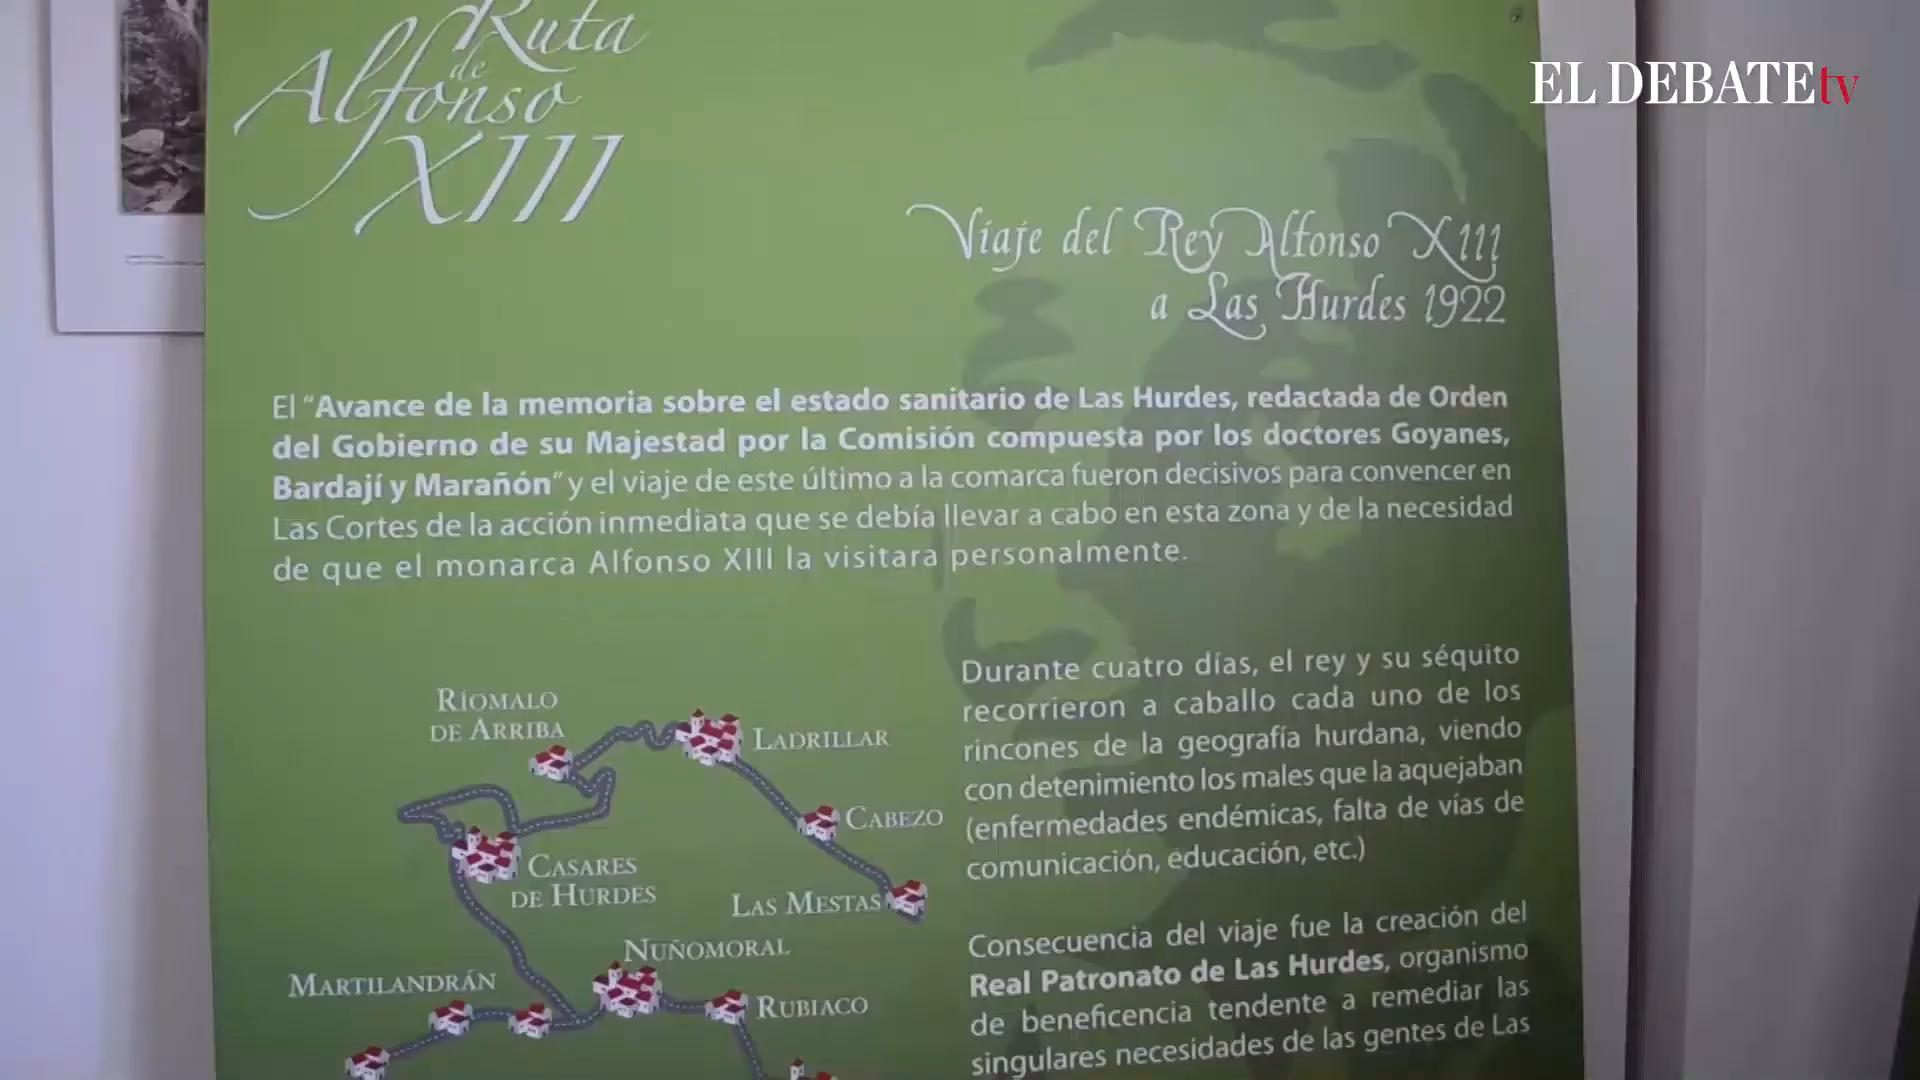 Ruta
de
Alfonso
XIII
EL DEBATEtv
Viaje del Rey Alfonso XIII
a Las Hurdes 1922
El “Avance de la memoria sobre el estado sanitario de Las Hurdes, redactada de Orden
del Gobierno de su Majestad por la Comisión compuesta por los doctores Goyanes,
Bardají y Marañón” y el viaje de este último a la comarca fueron decisivos para convencer en
Las Cortes de la acción inmediata que se debía llevar a cabo en esta zona y de la necesidad
de que el monarca Alfonso XIII la visitara personalmente.
Durante cuatro días, el rey y su séquito
recorrieron a caballo cada uno de los
rincones de la geografía hurdana, viendo
con detenimiento los males que la aquejaban
(enfermedades endémicas, falta de vías de
comunicación, educación, etc.)
Consecuencia del viaje fue la creación del
Real Patronato de Las Hurdes, organismo
de beneficencia tendente a remediar las
singulares necesidades de las gentes de Las
RÍOMALO
DE ARRIBA
LADRILLAR
CABEZO
CASARES
DE HURDES
LAS MESTAS
NUÑOMORAL
MARTILANDRÁN
RUBIACO